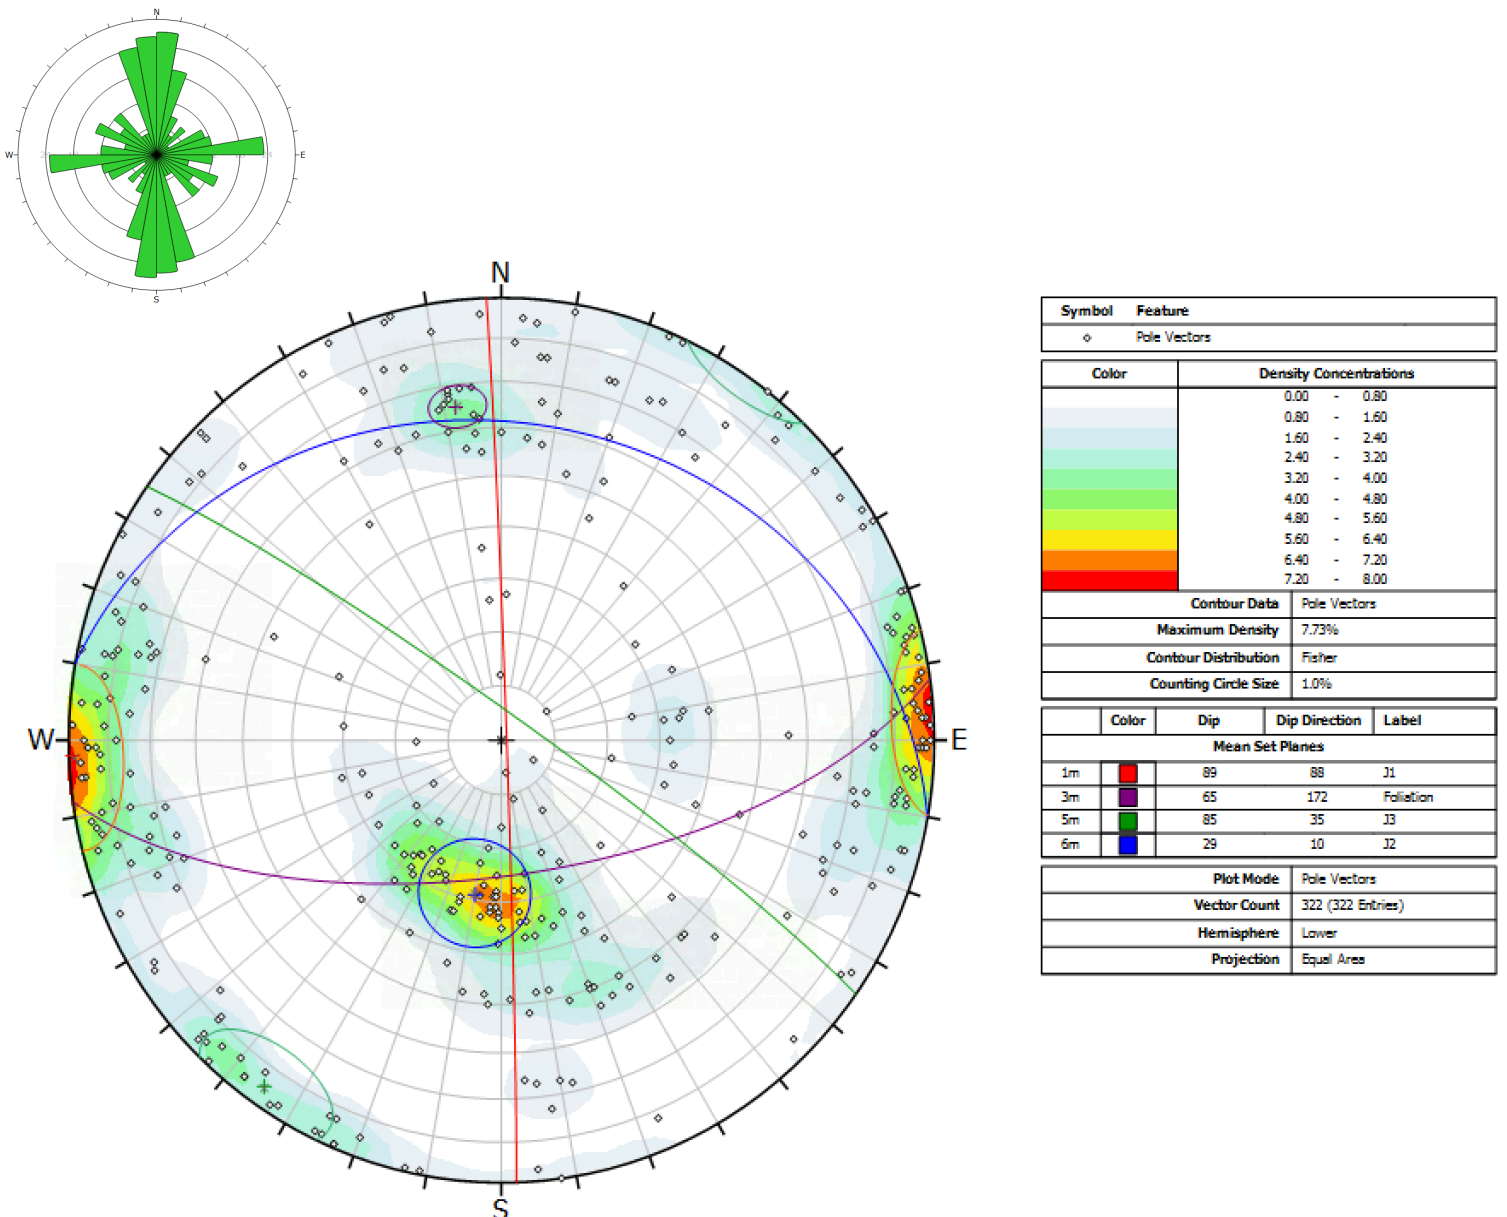 N
W
E
S
N
W
E
S
Symbol Feature
Pole Vectors
Color Density Concentrations
0.00 - 0.80
0.80 - 1.60
1.60 - 2.40
2.40 - 3.20
3.20 - 4.00
4.00 - 4.80
4.80 - 5.60
5.60 - 6.40
6.40 - 7.20
7.20 - 8.00
Contour Data Pole Vectors
Maximum Density 7.73%
Contour Distribution Fisher
Counting Circle Size 1.0%
Color Dip Dip Direction Label
Mean Set Planes
1m 89 88 J1
3m 65 172 Foliation
5m 85 35 J3
6m 29 10 J2
Plot Mode Pole Vectors
Vector Count 322 (322 Entries)
Hemisphere Lower
Projection Equal Area